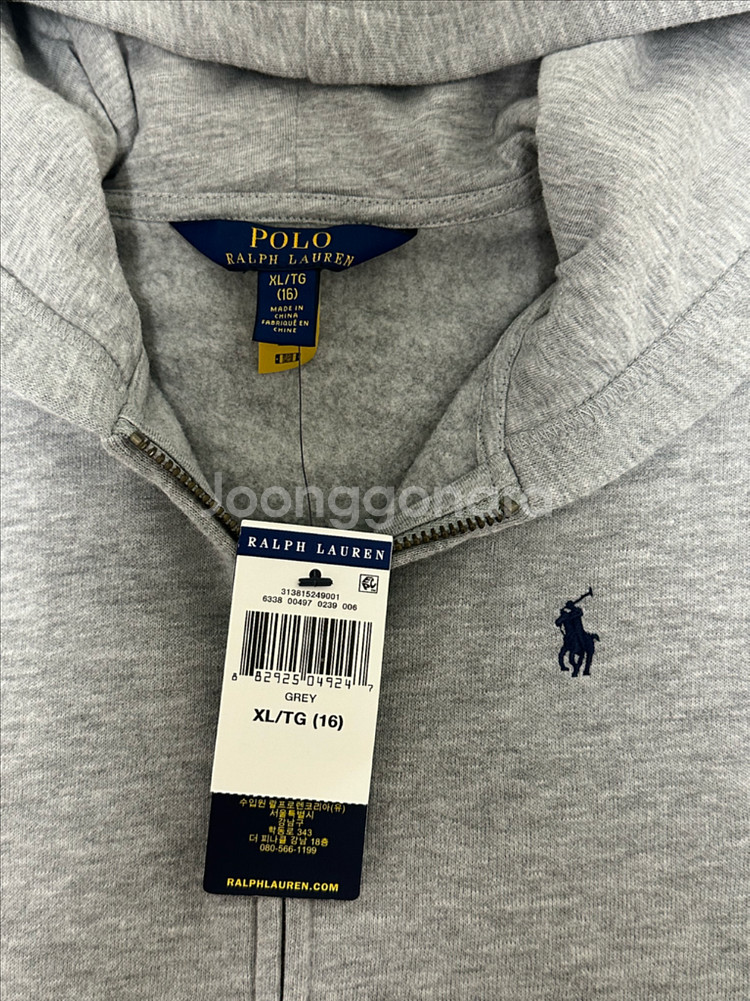 POLO
RALPH LAUREN
XL/TG
(16)
MADE IN
CHINA
FABRIQUÉ EN
CHINE
RALPH LAUREN
313815249001
6338 00497 0239 006
8 82925 04924 7
GREY
XL/TG (16)
수입원 랄프로렌코리아(유)
서울특별시
강남구
학동로 343
더 피나클 강남 18층
080-566-1199
RALPHLAUREN.COM